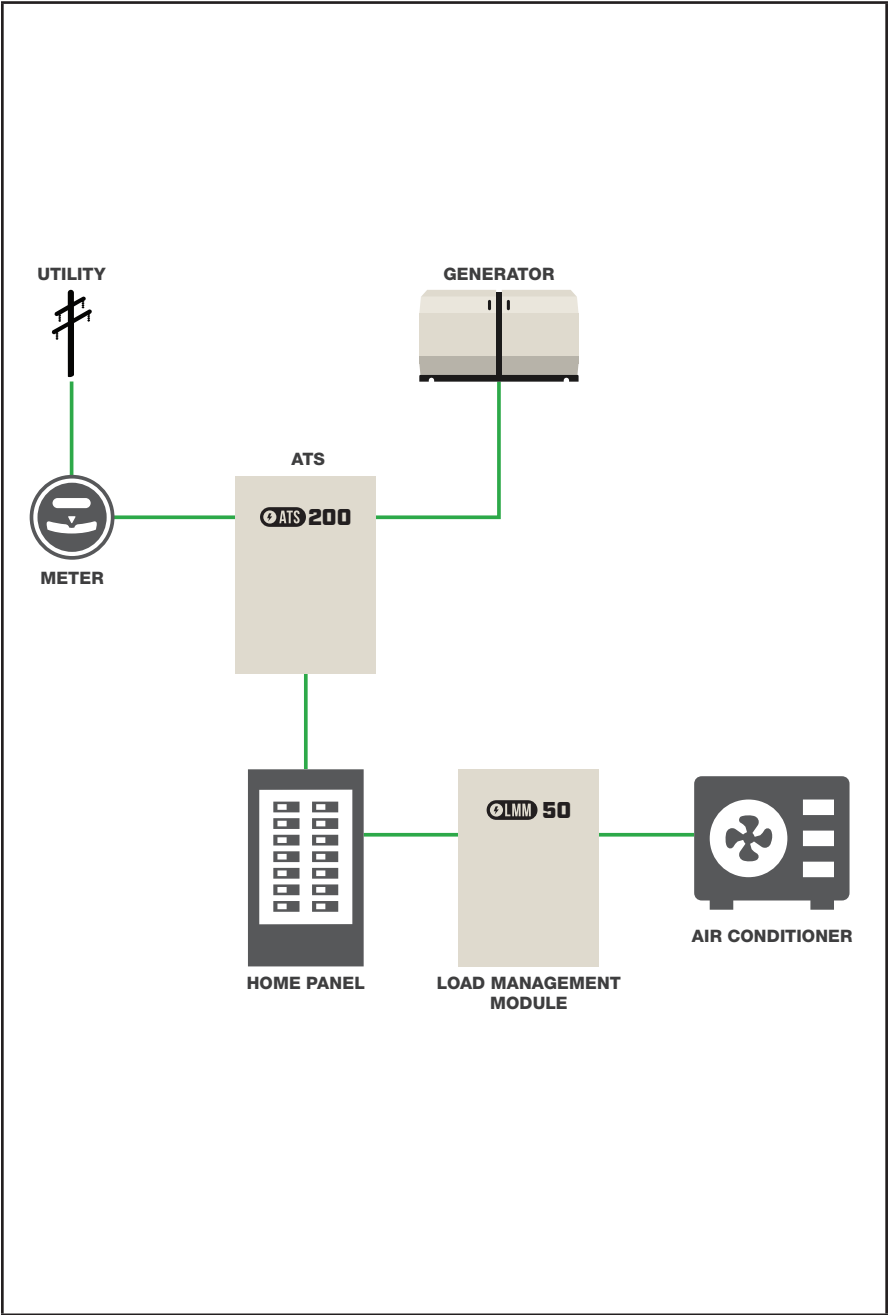 UTILITY
GENERATOR
ATS
ATS 200
METER
LMM 50
AIR CONDITIONER
HOME PANEL
LOAD MANAGEMENT
MODULE